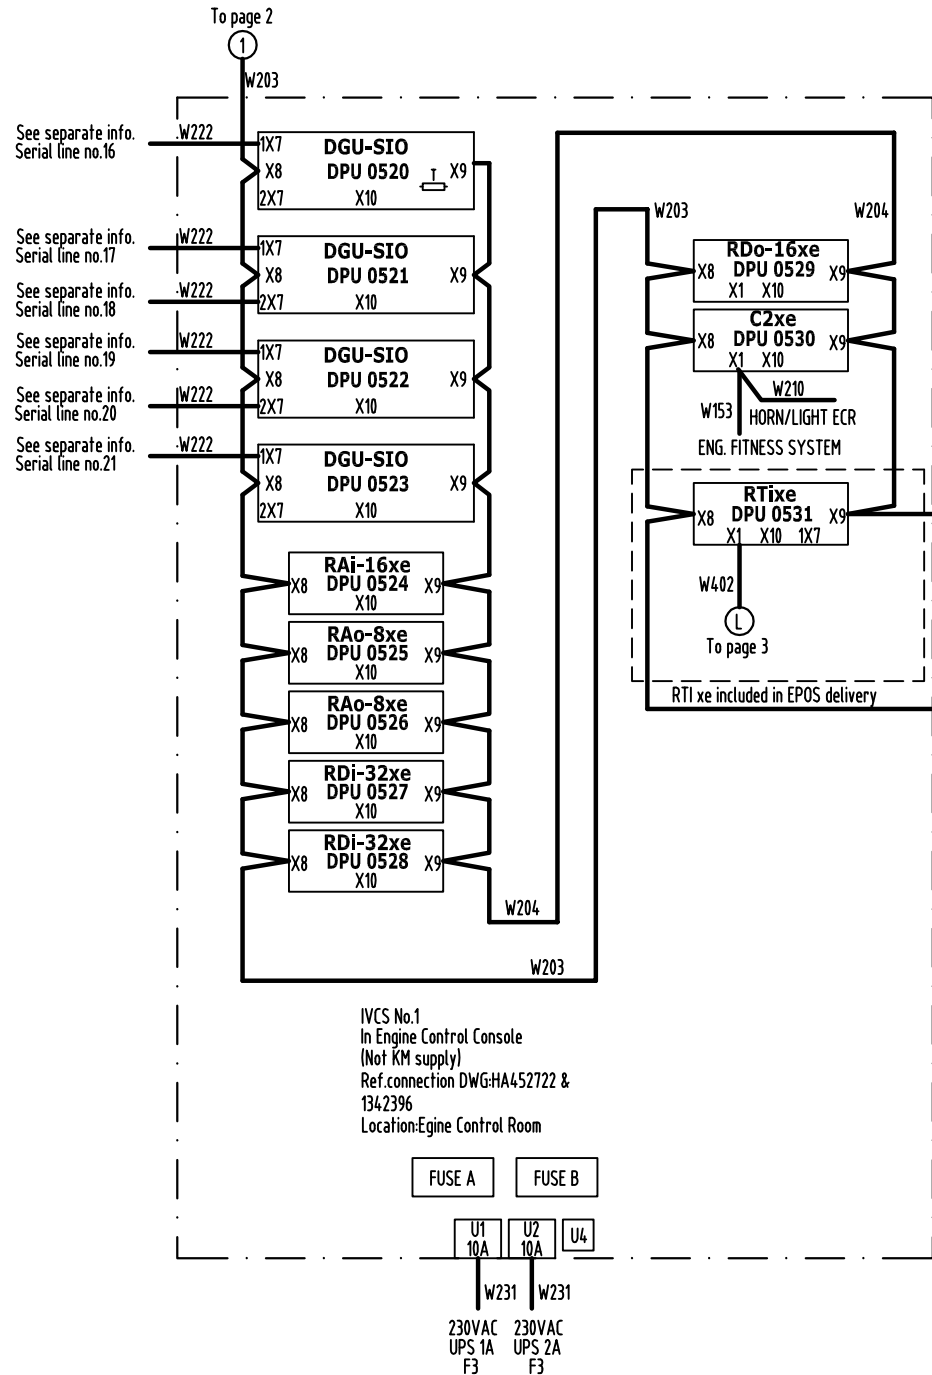 To page 2
1
W203
See separate info.
Serial line no.16
W222
1X7
DGU-SIO
X8
DPU 0520
T
X9
2X7
X10
See separate info.
Serial line no.17
W222
1X7
DGU-SIO
X8
DPU 0521
X9
See separate info.
Serial line no.18
W222
2X7
X10
See separate info.
Serial line no.19
W222
1X7
DGU-SIO
X8
DPU 0522
X9
See separate info.
Serial line no.20
W222
2X7
X10
See separate info.
Serial line no.21
W222
1X7
DGU-SIO
X8
DPU 0523
X9
2X7
X10
RAi-16xe
X8
DPU 0524
X9
X10
RAo-8xe
X8
DPU 0525
X9
X10
RAo-8xe
X8
DPU 0526
X9
X10
RDi-32xe
X8
DPU 0527
X9
X10
RDi-32xe
X8
DPU 0528
X9
X10
W204
W203
W203
W204
RDo-16xe
X8
DPU 0529
X9
X1 X10
C2xe
X8
DPU 0530
X9
X1 X10
W210
W153
HORN/LIGHT ECR
ENG. FITNESS SYSTEM
RTixe
X8
DPU 0531
X9
X1 X10 1X7
W402
L
To page 3
RTI xe included in EPOS delivery
IVCS No.1
In Engine Control Console
(Not KM supply)
Ref.connection DWG:HA452722 &
1342396
Location:Egine Control Room
FUSE A
FUSE B
U1
10A
U2
10A
U4
W231
W231
230VAC
UPS 1A
F3
230VAC
UPS 2A
F3